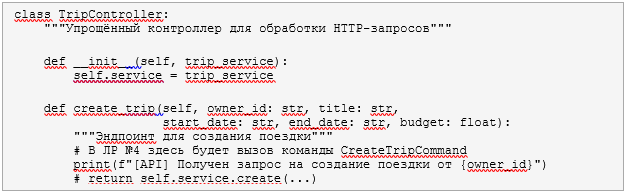 class TripController:
    """Упрощённый контроллер для обработки HTTP-запросов"""
    def __init__(self, trip_service):
        self.service = trip_service
    def create_trip(self, owner_id: str, title: str,
                    start_date: str, end_date: str, budget: float):
        """Эндпоинт для создания поездки"""
        # В ЛР №4 здесь будет вызов команды CreateTripCommand
        print(f"[API] Получен запрос на создание поездки от {owner_id}")
        # return self.service.create(...)